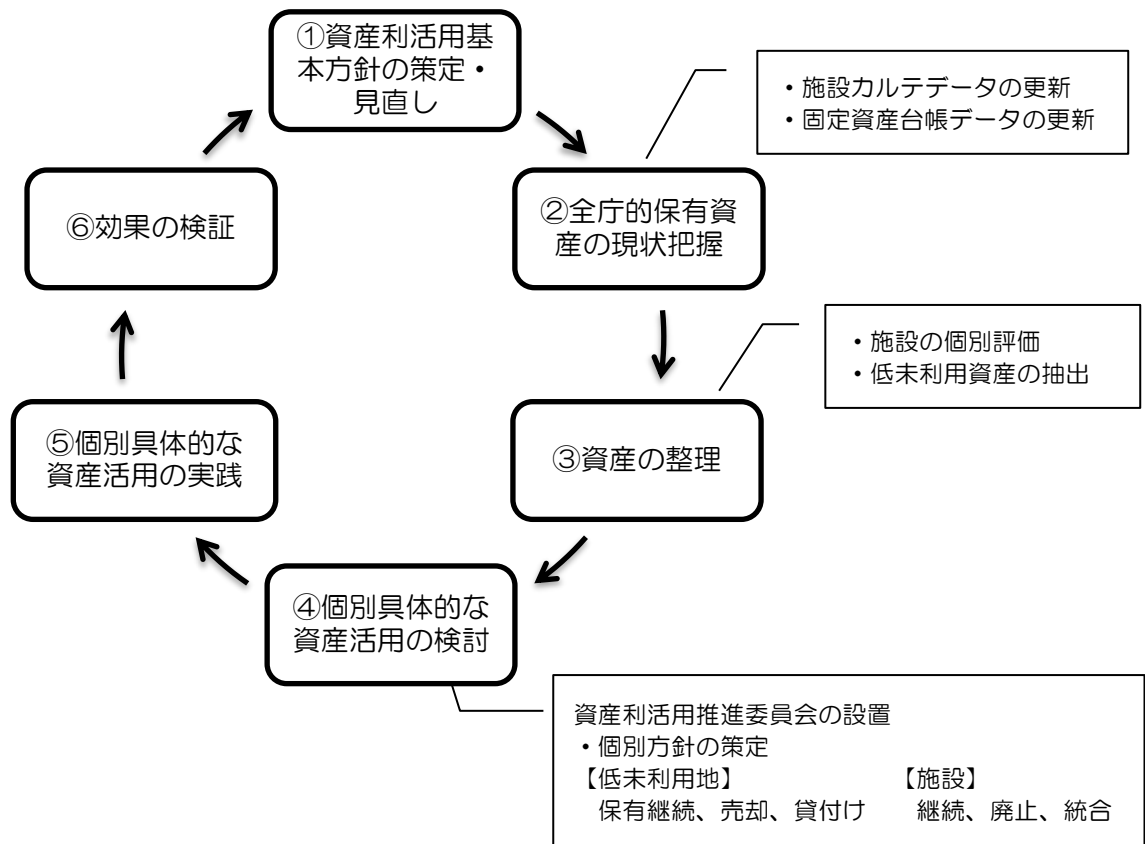 ①資産利活用基
本方針の策定・
見直し
・施設カルテデータの更新
・固定資産台帳データの更新
②全庁的保有資
産の現状把握
・施設の個別評価
・低未利用資産の抽出
③資産の整理
④個別具体的な
資産活用の検討
資産利活用推進委員会の設置
・個別方針の策定
【低未利用地】 【施設】
保有継続、売却、貸付け 継続、廃止、統合
⑤個別具体的な
資産活用の実践
⑥効果の検証